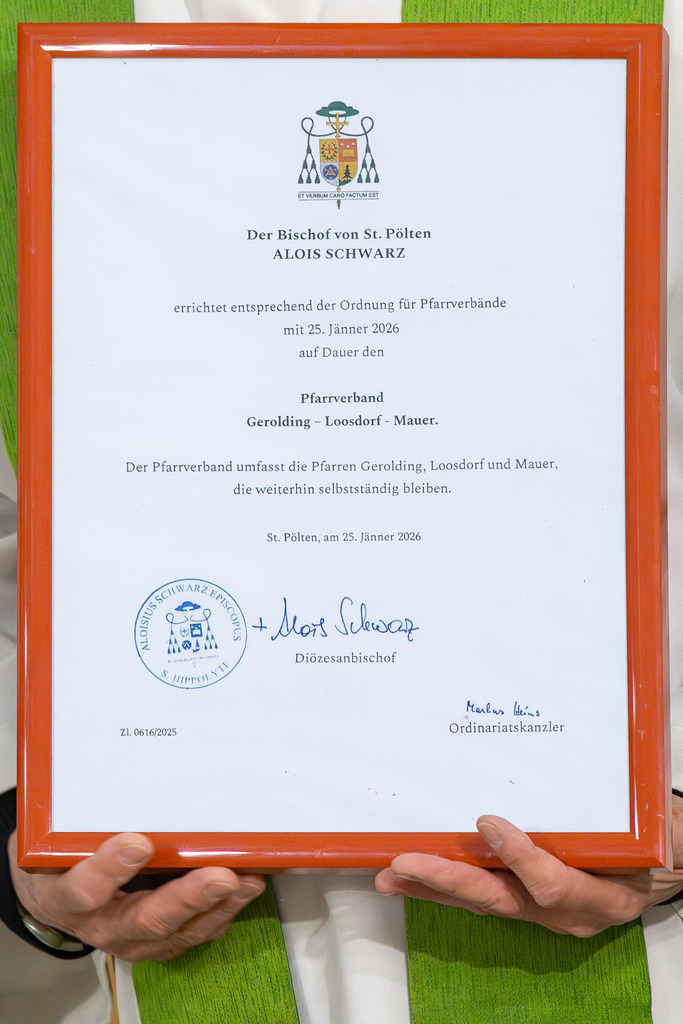 ET VERBUM CARO FACTUM EST
Der Bischof von St. Pölten
ALOIS SCHWARZ
errichtet entsprechend der Ordnung für Pfarrverbände
mit 25. Jänner 2026
auf Dauer den
Pfarrverband
Gerolding – Loosdorf - Mauer.
Der Pfarrverband umfasst die Pfarren Gerolding, Loosdorf und Mauer,
die weiterhin selbstständig bleiben.
St. Pölten, am 25. Jänner 2026
ALOISIUS SCHWARZ EPISCOPUS
S. HIPPOLYTI
+ Alois Schwarz
Diözesanbischof
Markus Heinz
Ordinariatskanzler
Zl. 0616/2025